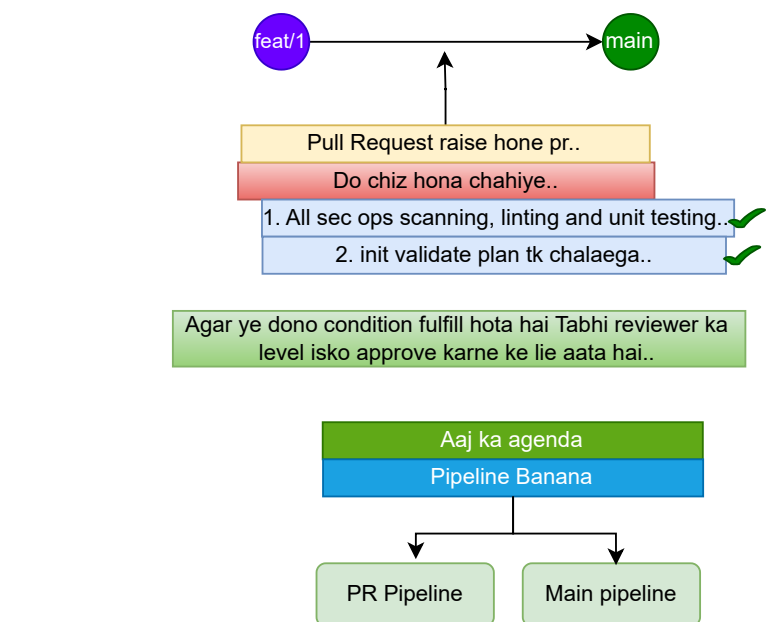 feat/1
main
Pull Request raise hone pr..
Do chiz hona chahiye..
1. All sec ops scanning, linting and unit testing..
2. init validate plan tk chalaega..
Agar ye dono condition fulfill hota hai Tabhi reviewer ka
level isko approve karne ke lie aata hai..
Aaj ka agenda
Pipeline Banana
PR Pipeline
Main pipeline